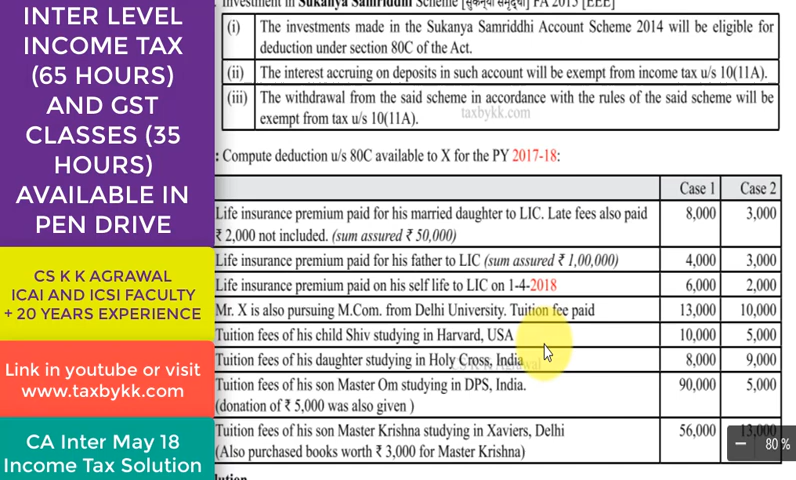 INTER LEVEL
INCOME TAX
(65 HOURS)
AND GST
CLASSES (35
HOURS)
AVAILABLE IN
PEN DRIVE
CS K K AGRAWAL
ICAI AND ICSI FACULTY
+ 20 YEARS EXPERIENCE
Link in youtube or visit
www.taxbykk.com
CA Inter May 18
Income Tax Solution
Investment in Sukanya Samriddhi Scheme [सुकन्या समृद्धी] FA 2015 [EEE]
(i) The investments made in the Sukanya Samriddhi Account Scheme 2014 will be eligible for
deduction under section 80C of the Act.
(ii) The interest accruing on deposits in such account will be exempt from income tax u/s 10(11A).
(iii) The withdrawal from the said scheme in accordance with the rules of the said scheme will be
exempt from tax u/s 10(11A).
taxbykk.com
: Compute deduction u/s 80C available to X for the PY 2017-18:
Case 1 Case 2
Life insurance premium paid for his married daughter to LIC. Late fees also paid 8,000 3,000
₹ 2,000 not included. (sum assured ₹ 50,000)
Life insurance premium paid for his father to LIC (sum assured ₹ 1,00,000) 4,000 3,000
Life insurance premium paid on his self life to LIC on 1-4-2018 6,000 2,000
Mr. X is also pursuing M.Com. from Delhi University. Tuition fee paid 13,000 10,000
Tuition fees of his child Shiv studying in Harvard, USA 10,000 5,000
Tuition fees of his daughter studying in Holy Cross, India 8,000 9,000
Tuition fees of his son Master Om studying in DPS, India. 90,000 5,000
(donation of ₹ 5,000 was also given )
Tuition fees of his son Master Krishna studying in Xaviers, Delhi 56,000 13,000
(Also purchased books worth ₹ 3,000 for Master Krishna)
80 %